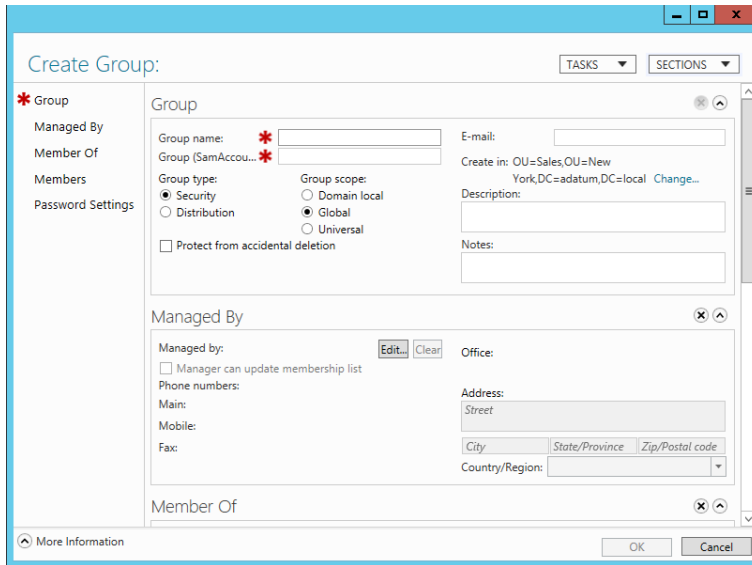 Create Group:
TASKS
SECTIONS
Group
Managed By
Member Of
Members
Password Settings
Group
Group name:
Group (SamAccou...
Group type:
Security
Distribution
Group scope:
Domain local
Global
Universal
Protect from accidental deletion
E-mail:
Create in: OU=Sales,OU=New
York,DC=adatum,DC=local Change...
Description:
Notes:
Managed By
Managed by:
Edit...
Clear
Manager can update membership list
Phone numbers:
Main:
Mobile:
Fax:
Office:
Address:
Street
City
State/Province
Zip/Postal code
Country/Region:
Member Of
More Information
OK
Cancel